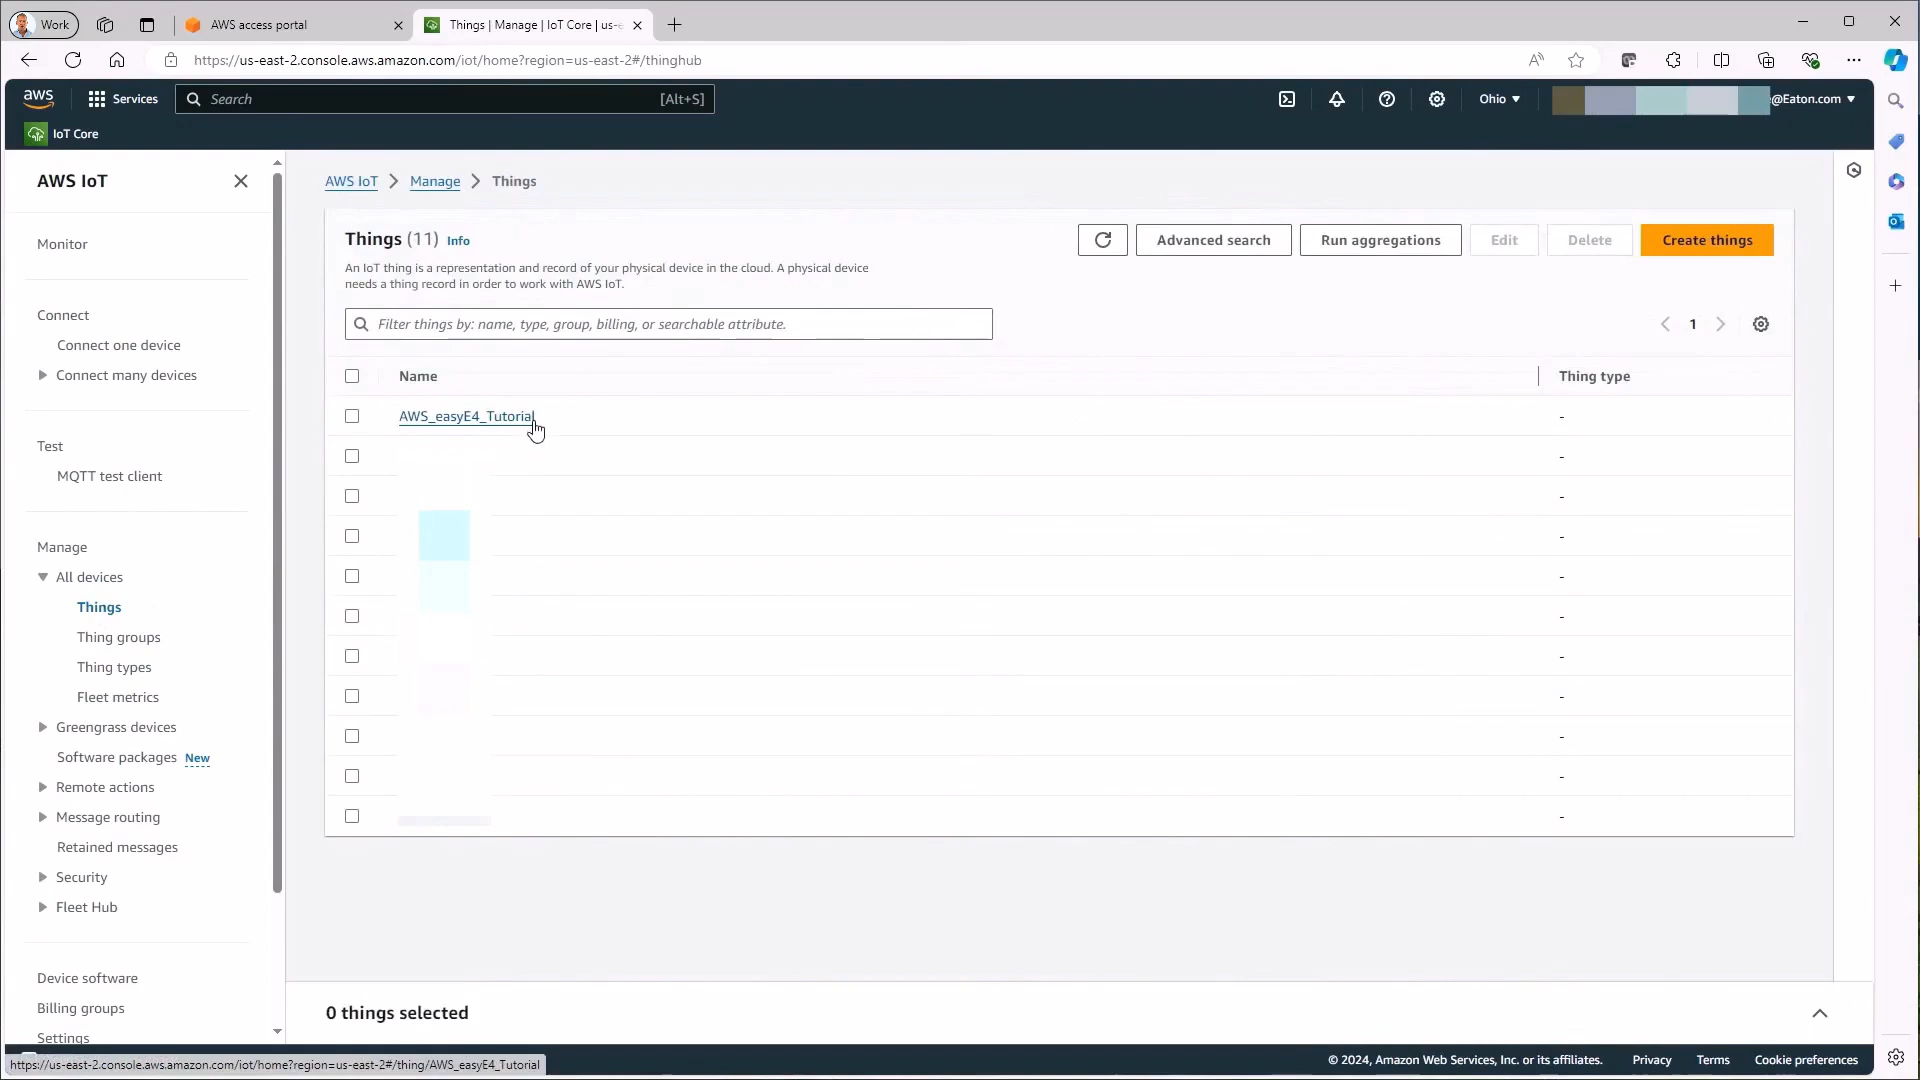 Work
AWS access portal
Things | Manage | IoT Core | us-e
https://us-east-2.console.aws.amazon.com/iot/home?region=us-east-2#/thinghub
aws
Services
Search
[Alt+S]
Ohio
@Eaton.com
IoT Core
AWS IoT
Monitor
Connect
Connect one device
Connect many devices
Test
MQTT test client
Manage
All devices
Things
Thing groups
Thing types
Fleet metrics
Greengrass devices
Software packages New
Remote actions
Message routing
Retained messages
Security
Fleet Hub
Device software
Billing groups
Settings
AWS IoT > Manage > Things
Things (11) Info
An IoT thing is a representation and record of your physical device in the cloud. A physical device
needs a thing record in order to work with AWS IoT.
Advanced search
Run aggregations
Edit
Delete
Create things
Filter things by: name, type, group, billing, or searchable attribute.
1
Name
Thing type
AWS_easyE4_Tutorial
-
-
-
-
-
-
-
-
-
-
-
0 things selected
https://us-east-2.console.aws.amazon.com/iot/home?region=us-east-2#/thing/AWS_easyE4_Tutorial
© 2024, Amazon Web Services, Inc. or its affiliates.
Privacy
Terms
Cookie preferences